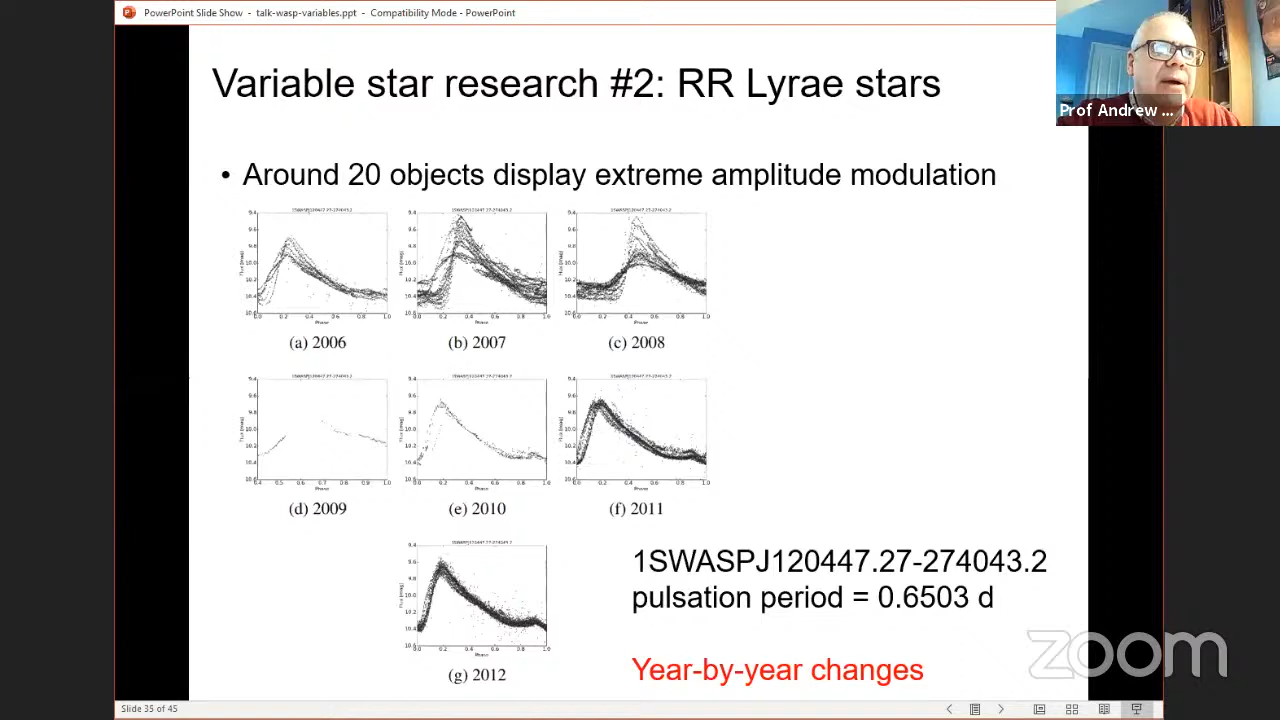 PowerPoint Slide Show - talk-wasp-variables.ppt - Compatibility Mode - PowerPoint
Variable star research #2: RR Lyrae stars
Prof Andrew ...
• Around 20 objects display extreme amplitude modulation
(a) 2006
(b) 2007
(c) 2008
(d) 2009
(e) 2010
(f) 2011
(g) 2012
1SWASPJ120447.27-274043.2
pulsation period = 0.6503 d
Year-by-year changes
zoom
Slide 35 of 45